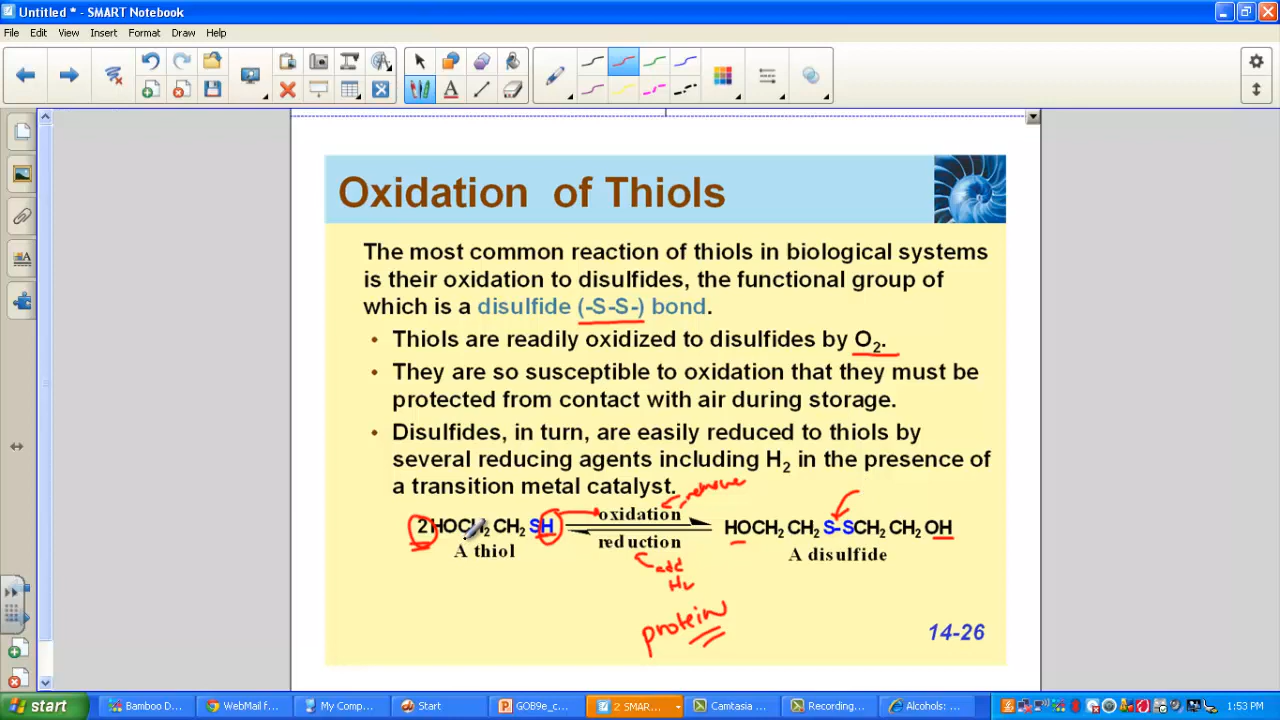 Untitled * - SMART Notebook
File Edit View Insert Format Draw Help
Oxidation of Thiols
The most common reaction of thiols in biological systems
is their oxidation to disulfides, the functional group of
which is a disulfide (-S-S-) bond.
• Thiols are readily oxidized to disulfides by O₂.
• They are so susceptible to oxidation that they must be
protected from contact with air during storage.
• Disulfides, in turn, are easily reduced to thiols by
several reducing agents including H₂ in the presence of
a transition metal catalyst.
remove
2HOCH₂CH₂SH oxidation HOCH₂CH₂S-SCH₂CH₂OH
reduction
A thiol A disulfide
add
protein
14-26
start Bamboo D... WebMail f... My Comp... Start GOB9e_c... 2 SMAR... Camtasia ... Recording... Alcohols: ... 1:53 PM